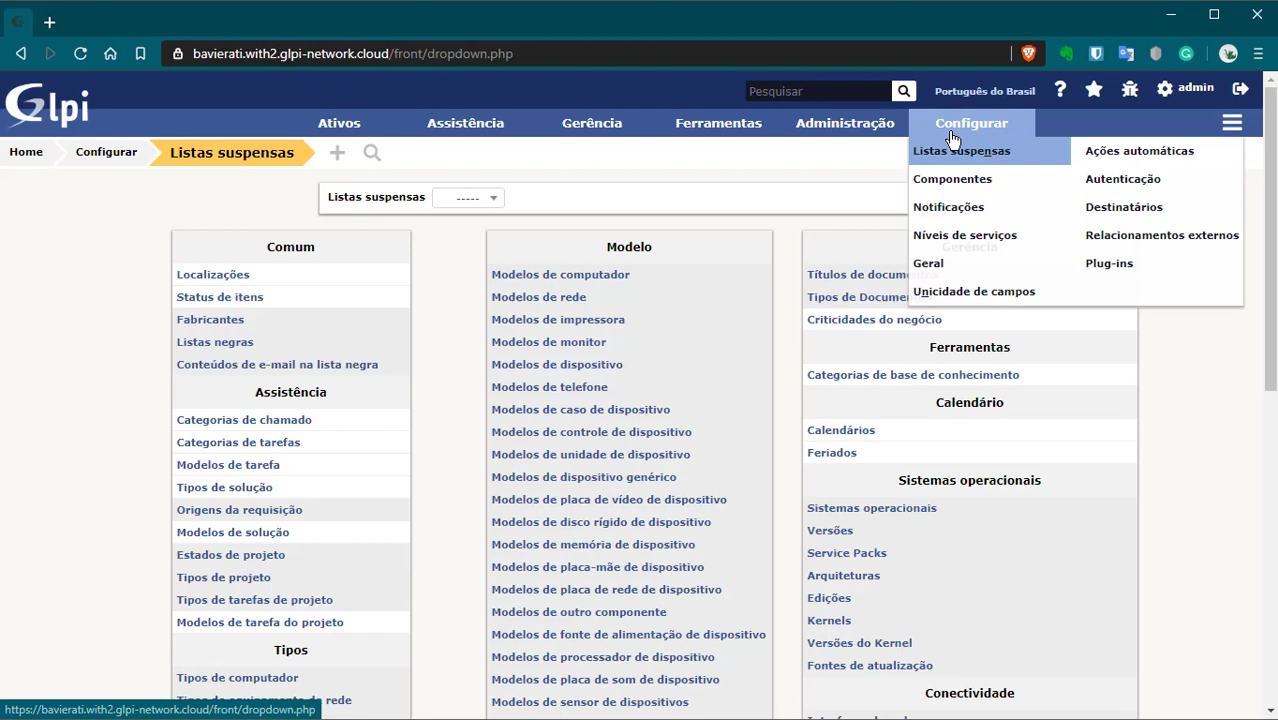 bavierati.with2.glpi-network.cloud/front/dropdown.php
Glpi
Pesquisar
Português do Brasil
admin
Ativos
Assistência
Gerência
Ferramentas
Administração
Configurar
Home
Configurar
Listas suspensas
Listas suspensas
Ações automáticas
Componentes
Autenticação
Notificações
Destinatários
Níveis de serviços
Relacionamentos externos
Geral
Plug-ins
Unicidade de campos
Listas suspensas
-----
Comum
Localizações
Status de itens
Fabricantes
Listas negras
Conteúdos de e-mail na lista negra
Assistência
Categorias de chamado
Categorias de tarefas
Modelos de tarefa
Tipos de solução
Origens da requisição
Modelos de solução
Estados de projeto
Tipos de projeto
Tipos de tarefas de projeto
Modelos de tarefa do projeto
Tipos
Tipos de computador
Modelo
Modelos de computador
Modelos de rede
Modelos de impressora
Modelos de monitor
Modelos de dispositivo
Modelos de telefone
Modelos de caso de dispositivo
Modelos de controle de dispositivo
Modelos de unidade de dispositivo
Modelos de dispositivo genérico
Modelos de placa de vídeo de dispositivo
Modelos de disco rígido de dispositivo
Modelos de memória de dispositivo
Modelos de placa-mãe de dispositivo
Modelos de placa de rede de dispositivo
Modelos de outro componente
Modelos de fonte de alimentação de dispositivo
Modelos de processador de dispositivo
Modelos de placa de som de dispositivo
Modelos de sensor de dispositivos
Gerência
Títulos de documen
Tipos de Documen
Criticidades do negócio
Ferramentas
Categorias de base de conhecimento
Calendário
Calendários
Feriados
Sistemas operacionais
Sistemas operacionais
Versões
Service Packs
Arquiteturas
Edições
Kernels
Versões do Kernel
Fontes de atualização
Conectividade
https://bavierati.with2.glpi-network.cloud/front/dropdown.php